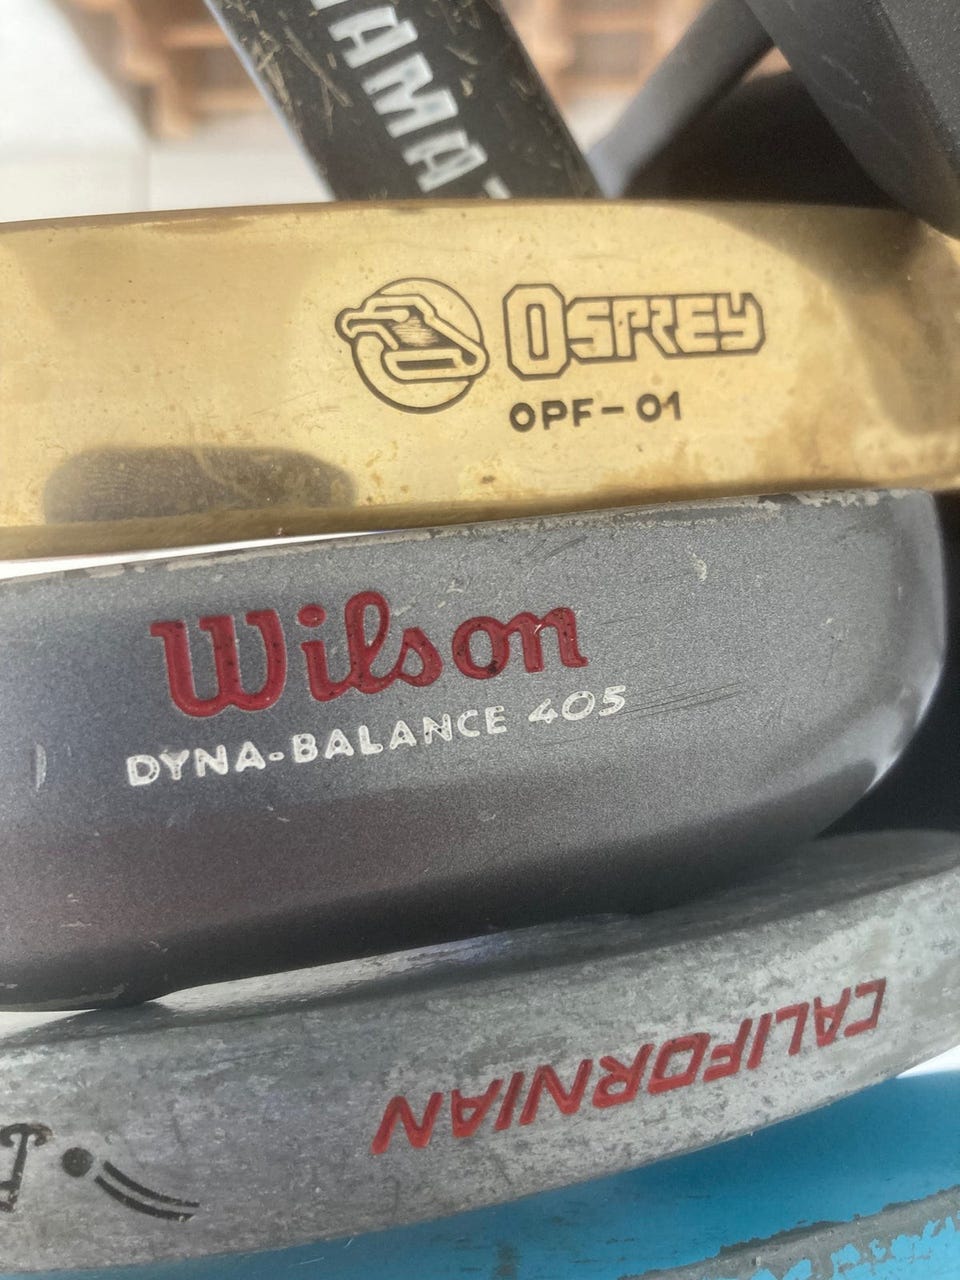 OSPREY
OPF-01
Wilson
DYNA-BALANCE 405
CALIFORNIAN